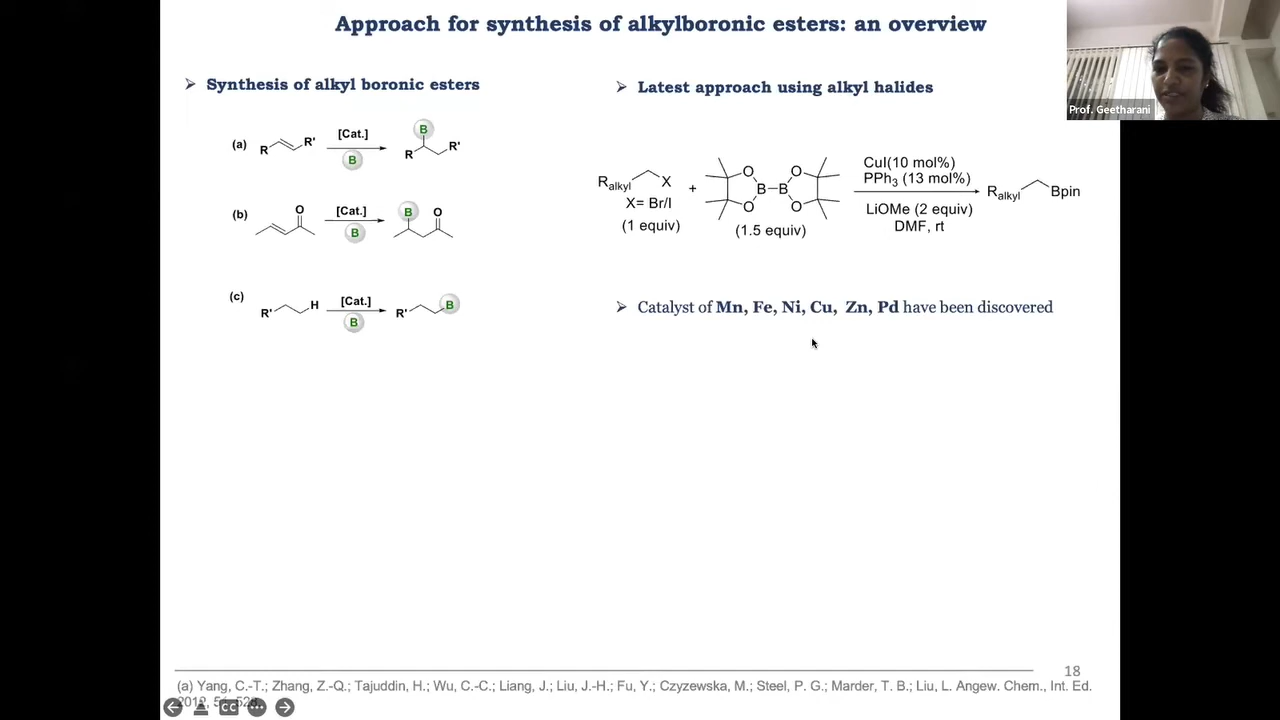 Approach for synthesis of alkylboronic esters: an overview
Prof. Geetharani
➢ Synthesis of alkyl boronic esters
(a) R R' [Cat.] B B R R'
(b) O [Cat.] B B O
(c) R' H [Cat.] B R' B
➢ Latest approach using alkyl halides
Ralkyl X
X= Br/I
(1 equiv)
+
O O B B O O
(1.5 equiv)
CuI(10 mol%)
PPh3 (13 mol%)
LiOMe (2 equiv)
DMF, rt
Ralkyl Bpin
➢ Catalyst of Mn, Fe, Ni, Cu, Zn, Pd have been discovered
18
(a) Yang, C.-T.; Zhang, Z.-Q.; Tajuddin, H.; Wu, C.-C.; Liang, J.; Liu, J.-H.; Fu, Y.; Czyzewska, M.; Steel, P. G.; Marder, T. B.; Liu, L. Angew. Chem., Int. Ed.
CC